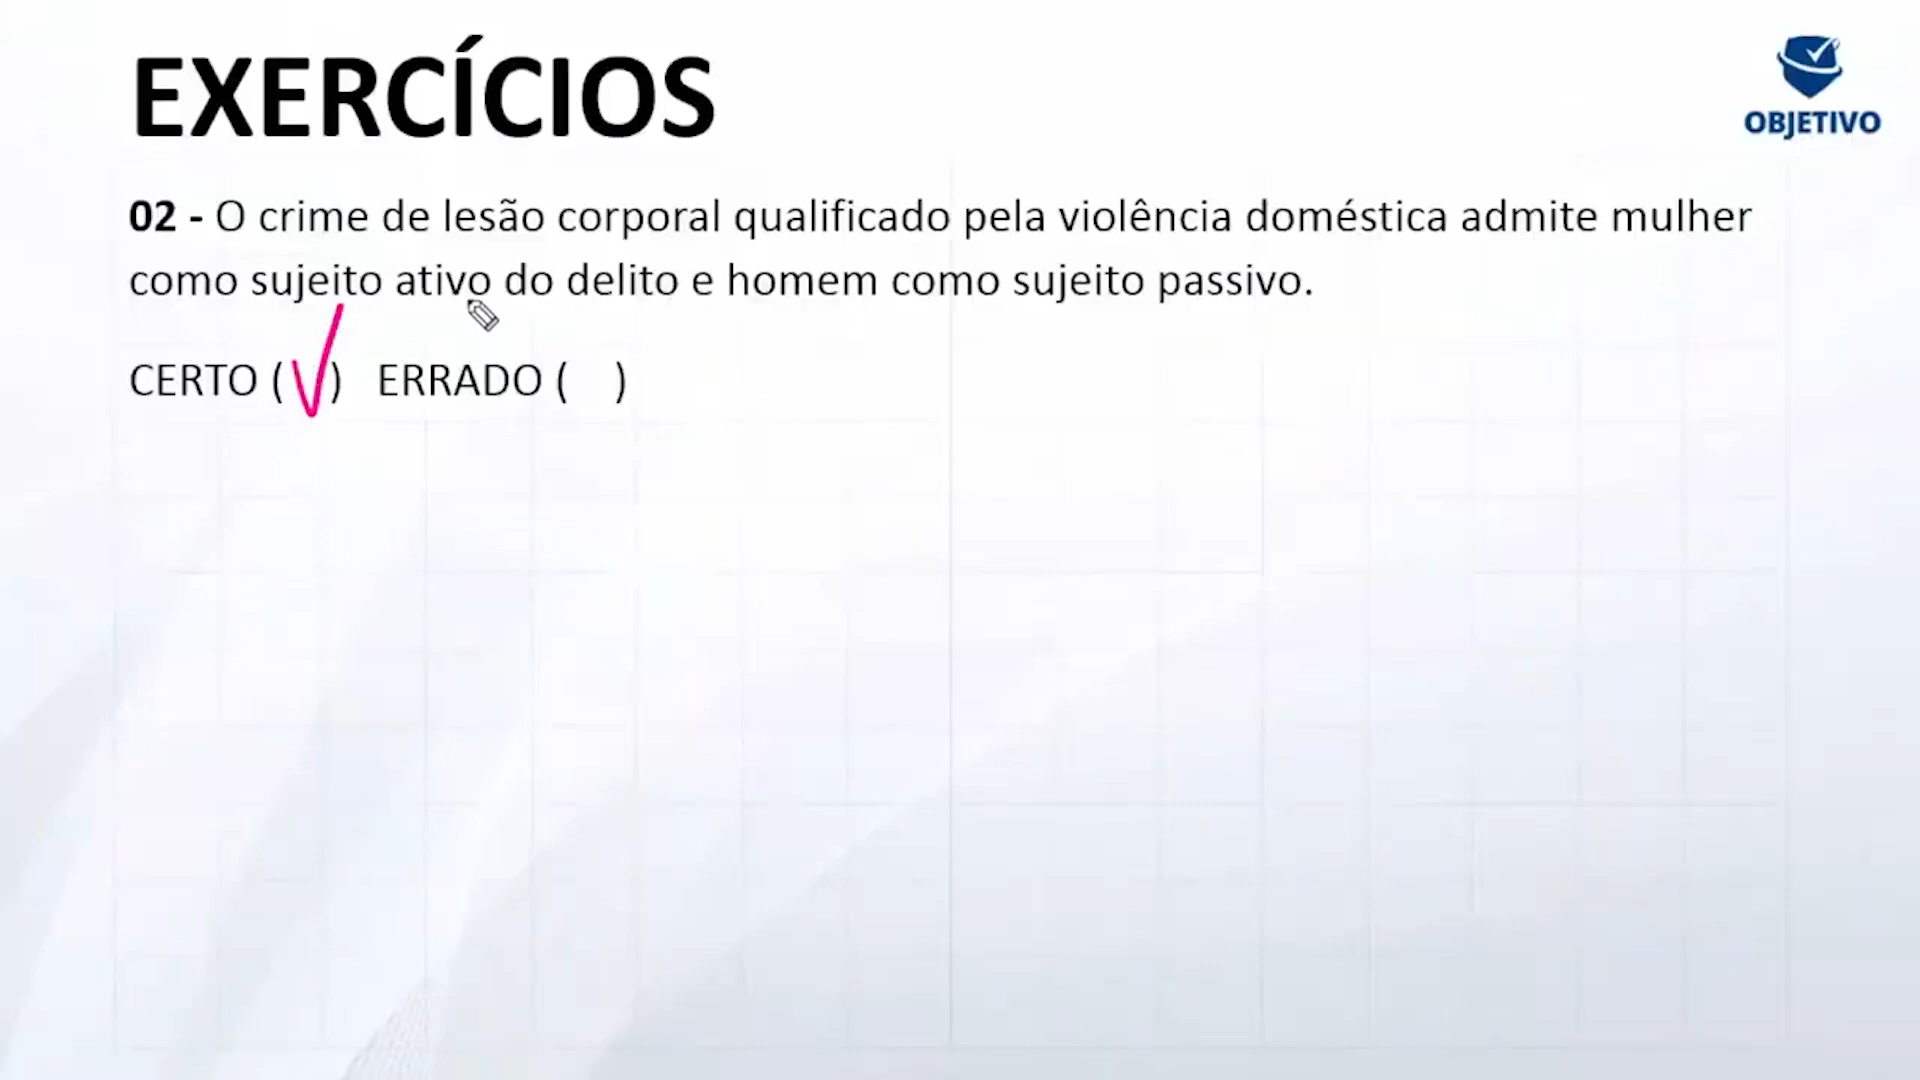 EXERCÍCIOS
OBJETIVO
02 - O crime de lesão corporal qualificado pela violência doméstica admite mulher
como sujeito ativo do delito e homem como sujeito passivo.
CERTO ( ) ERRADO ( )